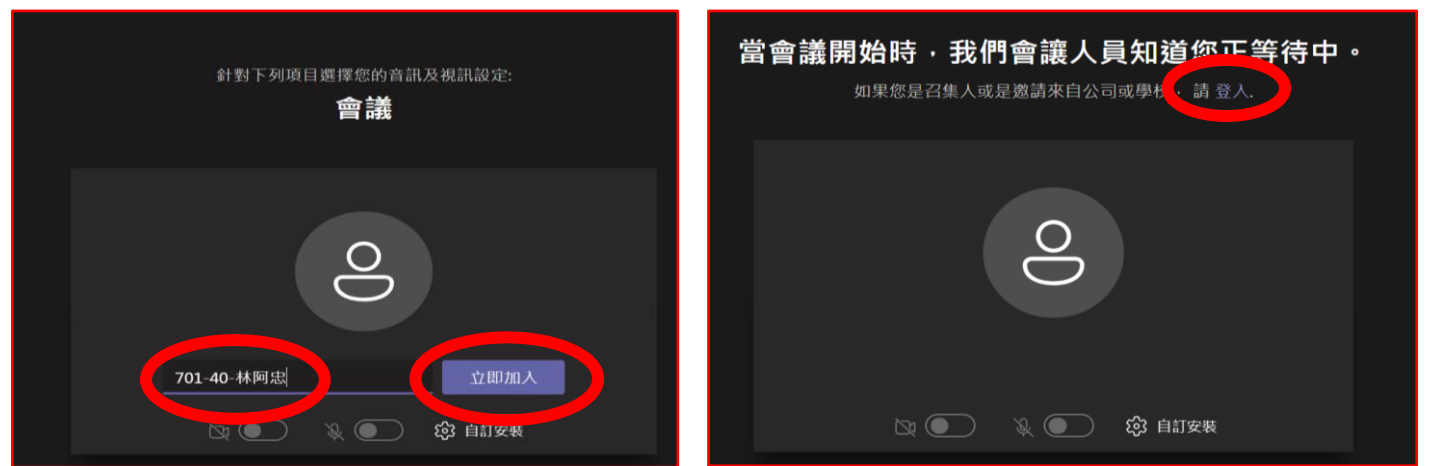 針對下列項目選擇您的音訊及視訊設定:
會議
701-40-林阿忠
立即加入
自訂安裝
當會議開始時，我們會讓人員知道您正等待中。
如果您是召集人或是邀請來自公司或學校，請 登入.
自訂安裝